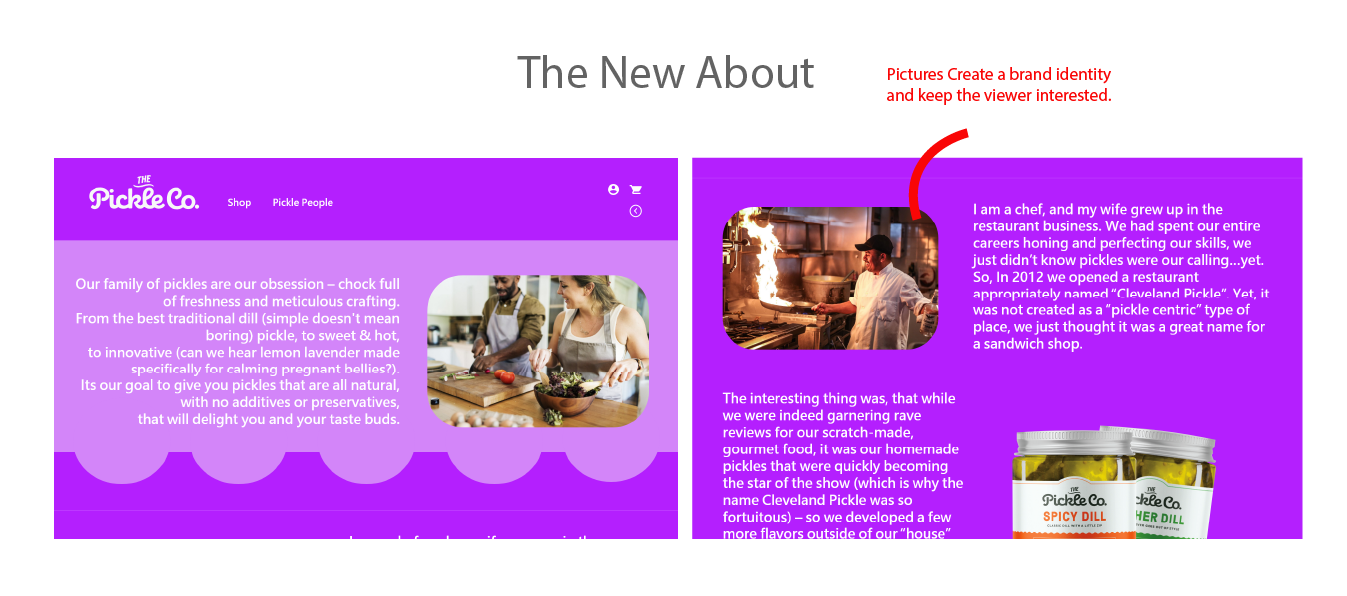 The New About
Pictures Create a brand identity
and keep the viewer interested.
THE
Pickle Co.
Shop
Pickle People
Our family of pickles are our obsession – chock full
of freshness and meticulous crafting.
From the best traditional dill (simple doesn't mean
boring) pickle, to sweet & hot,
to innovative (can we hear lemon lavender made
specifically for calming pregnant bellies?).
Its our goal to give you pickles that are all natural,
with no additives or preservatives,
that will delight you and your taste buds.
I am a chef, and my wife grew up in the
restaurant business. We had spent our entire
careers honing and perfecting our skills, we
just didn't know pickles were our calling...yet.
So, In 2012 we opened a restaurant
appropriately named "Cleveland Pickle". Yet, it
was not created as a "pickle centric" type of
place, we just thought it was a great name for
a sandwich shop.
The interesting thing was, that while
we were indeed garnering rave
reviews for our scratch-made,
gourmet food, it was our homemade
pickles that were quickly becoming
the star of the show (which is why the
name Cleveland Pickle was so
fortuitous) – so we developed a few
more flavors outside of our "house"
THE
Pickle Co.
SPICY DILL
CLASSIC DILL WITH A LITTLE ZIP
THE
ckle Co.
HER DILL